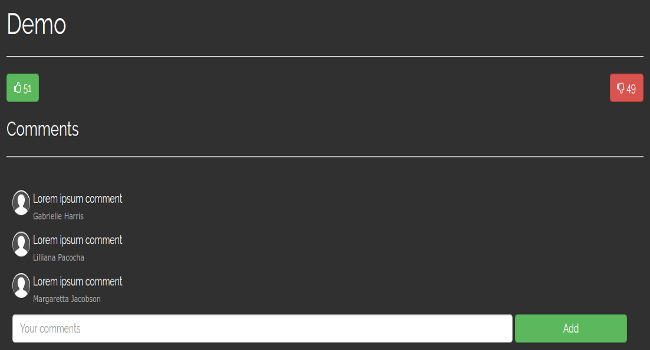 Demo
51
49
Comments
Lorem ipsum comment
Gabrielle Harris
Lorem ipsum comment
Lilliana Pacocha
Lorem ipsum comment
Margaretta Jacobson
Your comments
Add